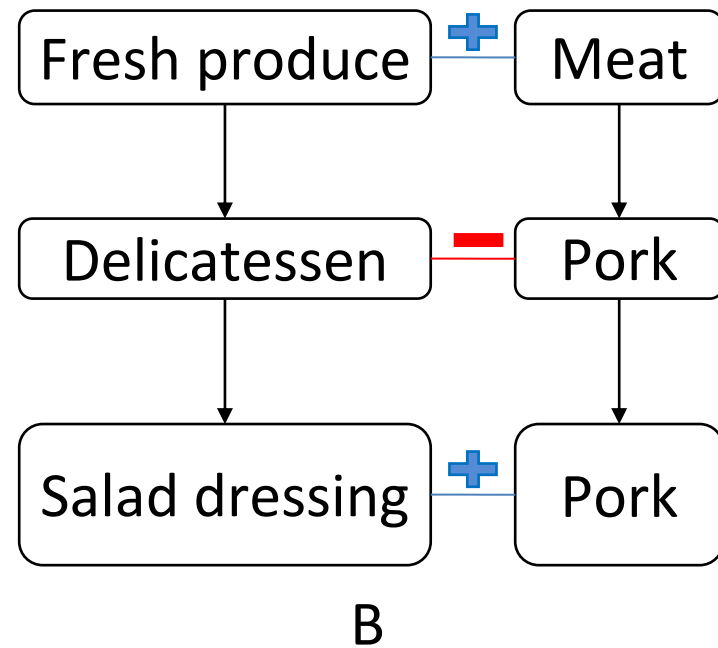 Fresh produce
Meat
Delicatessen
Pork
Salad dressing
Pork
B